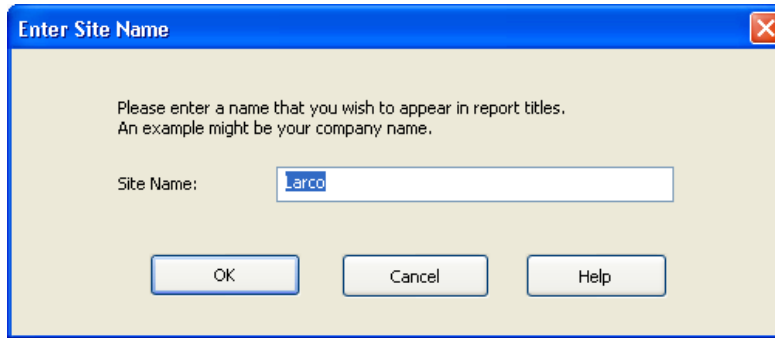 Enter Site Name
Please enter a name that you wish to appear in report titles.
An example might be your company name.
Site Name: Larco
OK Cancel Help